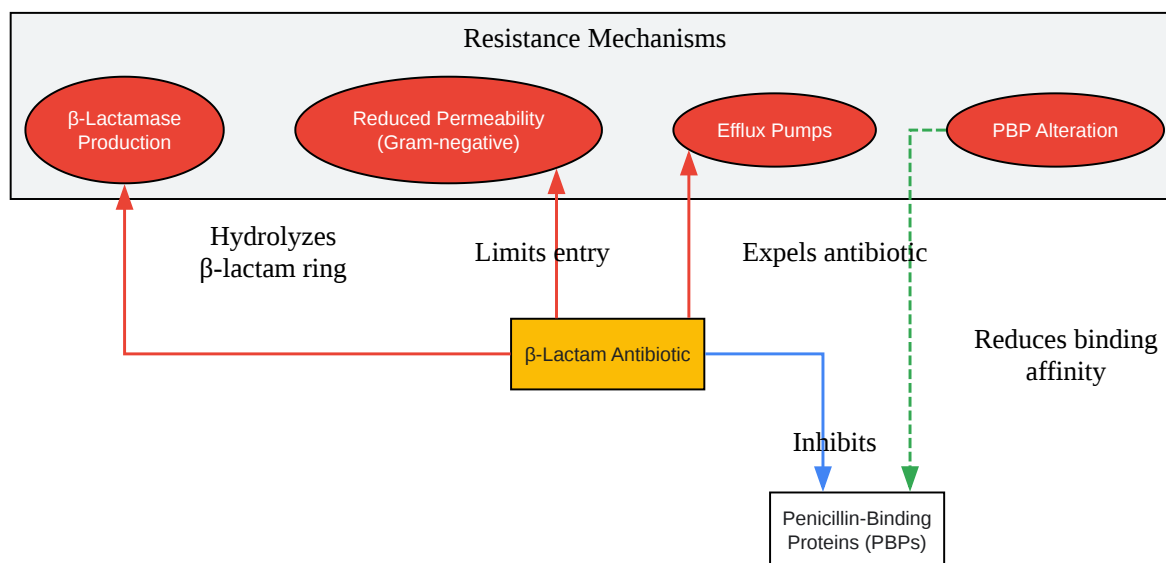 Resistance Mechanisms
β-Lactamase
Production
Reduced Permeability
(Gram-negative)
Efflux Pumps
PBP Alteration
Hydrolyzes
β-lactam ring
Limits entry
Expels antibiotic
β-Lactam Antibiotic
Reduces binding
affinity
Inhibits
Penicillin-Binding
Proteins (PBPs)